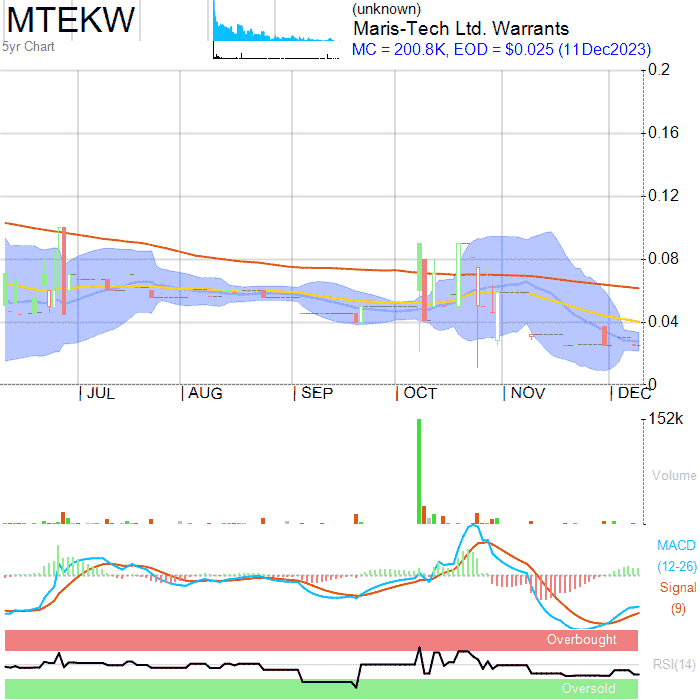 MTEKW
5yr Chart
(unknown)
Maris-Tech Ltd. Warrants
MC = 200.8K, EOD = $0.025 (11Dec2023)
0.2
0.16
0.12
0.08
0.04
0
JUL AUG SEP OCT NOV DEC
152k
Volume
MACD
(12-26)
Signal
(9)
Overbought
RSI(14)
Oversold